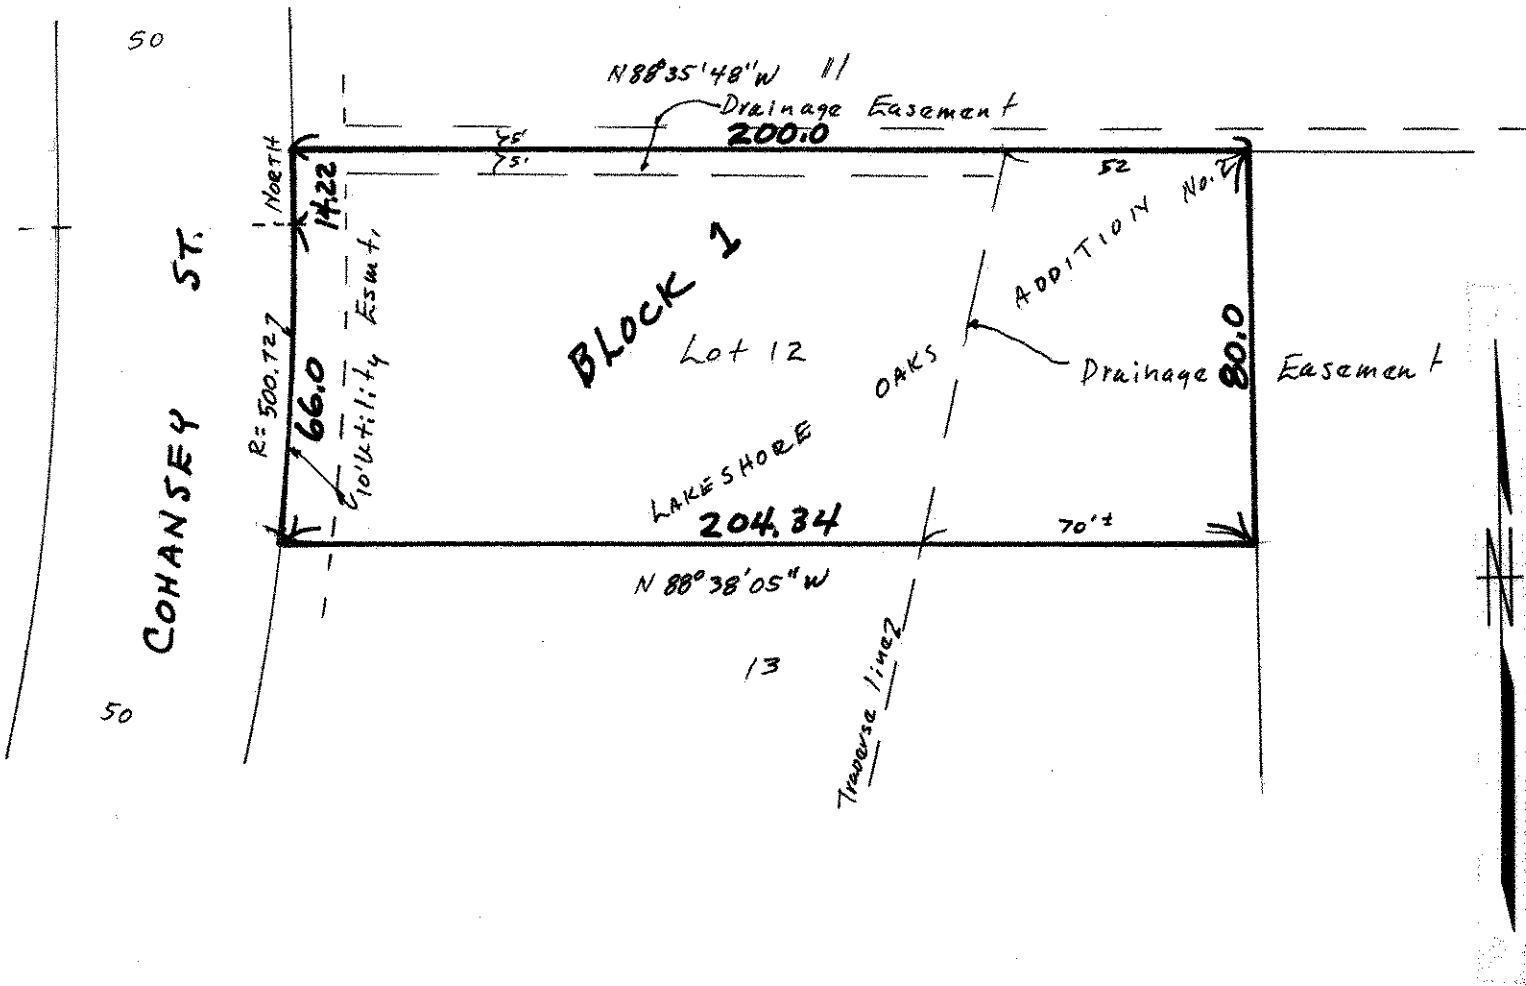 50
N88°35'48"W 11
Drainage Easement
200.0
5'
5'
52
NORTH
14.22
10' Utility Esmt.
COHANSEY ST.
R=500.727
66.0
BLOCK 1
Lot 12
LAKESHORE OAKS ADDITION No.
Drainage Easement
80.0
204.34
70'±
N 88°38'05"W
13
Traverse line
50
N